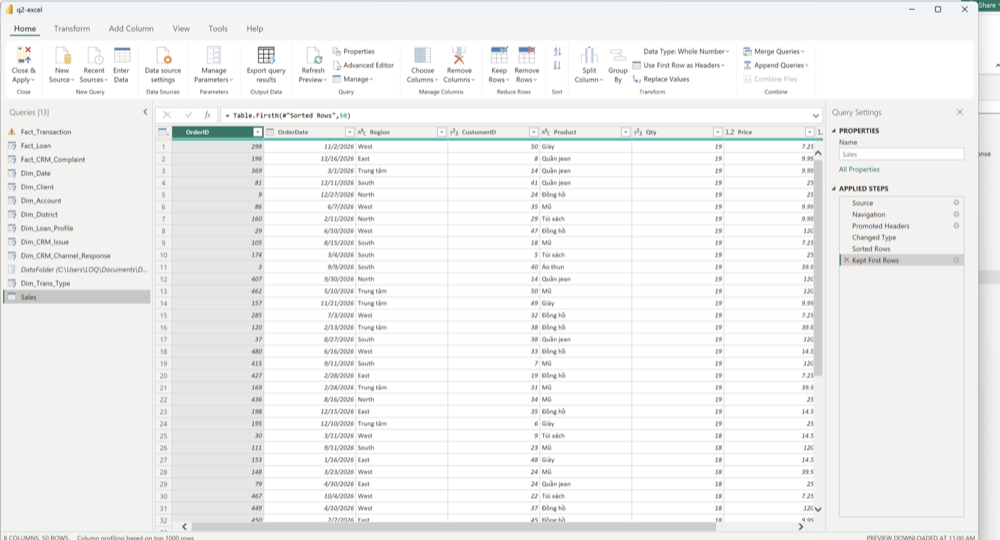 q2-excel
Share
Home Transform Add Column View Tools Help
Close & Apply
New Source
Recent Sources
Enter Data
Data source settings
Manage Parameters
Export query results
Refresh Preview
Properties
Advanced Editor
Manage
Choose Columns
Remove Columns
Keep Rows
Remove Rows
Split Column
Group By
Data Type: Whole Number
Use First Row as Headers
Replace Values
Merge Queries
Append Queries
Combine Files
Close New Query Data Sources Parameters Output Data Query Manage Columns Reduce Rows Sort Transform Combine
Queries [13]
Fact_Transaction
Fact_Loan
Fact_CRM_Complaint
Dim_Date
Dim_Client
Dim_Account
Dim_District
Dim_Loan_Profile
Dim_CRM_Issue
Dim_CRM_Channel_Response
DataFolder (C:\Users\LOQ\Documents\D...
Dim_Trans_Type
Sales
= Table.FirstN(#"Sorted Rows",50)
OrderID OrderDate Region CustomerID Product Qty 1.2 Price 1.
1 298 11/2/2026 West 50 Giày 19 7.25
2 196 12/16/2026 East 8 Quần jean 19 9.99
3 369 3/1/2026 Trung tâm 14 Quần jean 19 9.99
4 81 12/11/2026 South 41 Quần jean 19 25
5 9 12/27/2026 North 24 Đồng hồ 19 25
6 86 6/7/2026 West 35 Mũ 19 9.99
7 160 2/11/2026 North 29 Túi xách 19 9.99
8 29 6/10/2026 West 47 Đồng hồ 19 120
9 105 8/15/2026 South 18 Mũ 19 7.25
10 174 3/4/2026 South 5 Túi xách 19 25
11 3 9/9/2026 South 40 Áo thun 19 39.5
12 407 9/30/2026 North 14 Quần jean 19 120
13 462 5/10/2026 Trung tâm 50 Mũ 19 120
14 157 11/21/2026 Trung tâm 49 Giày 19 9.99
15 285 7/3/2026 West 32 Đồng hồ 19 7.25
16 120 2/13/2026 Trung tâm 38 Đồng hồ 19 39.5
17 37 8/27/2026 South 38 Quần jean 19 120
18 480 6/16/2026 West 33 Đồng hồ 19 14.5
19 415 9/11/2026 South 7 Mũ 19 120
20 427 2/28/2026 East 19 Đồng hồ 19 7.25
21 169 2/28/2026 Trung tâm 31 Mũ 19 39.5
22 436 8/16/2026 North 34 Mũ 19 25
23 198 12/15/2026 East 35 Đồng hồ 19 14.5
24 195 12/10/2026 Trung tâm 6 Giày 19 25
25 30 3/11/2026 West 9 Túi xách 18 14.5
26 111 9/11/2026 South 23 Mũ 18 120
27 153 1/16/2026 East 48 Giày 18 14.5
28 148 3/23/2026 West 24 Mũ 18 39.5
29 79 4/30/2026 East 24 Quần jean 18 25
30 467 10/4/2026 West 22 Túi xách 18 7.25
31 449 4/10/2026 West 37 Đồng hồ 18 120
32 450 2/7/2026 East 45 Đồng hồ 18 9.95
Query Settings
PROPERTIES
Name
Sales
All Properties
APPLIED STEPS
Source
Navigation
Promoted Headers
Changed Type
Sorted Rows
Kept First Rows
8 COLUMNS, 50 ROWS Column profiling based on top 1000 rows
PREVIEW DOWNLOADED AT 11:00 AM